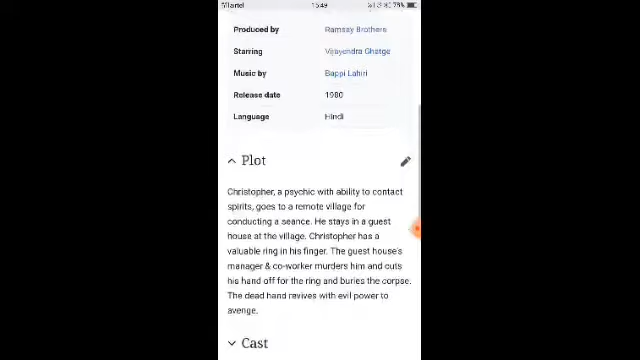 airtel
15:49
75%
Produced by Ramsay Brothers
Starring Vijayendra Ghatge
Music by Bappi Lahiri
Release date 1980
Language Hindi
Plot
Christopher, a psychic with ability to contact
spirits, goes to a remote village for
conducting a seance. He stays in a guest
house at the village. Christopher has a
valuable ring in his finger. The guest house's
manager & co-worker murders him and cuts
his hand off for the ring and buries the corpse.
The dead hand revives with evil power to
avenge.
Cast